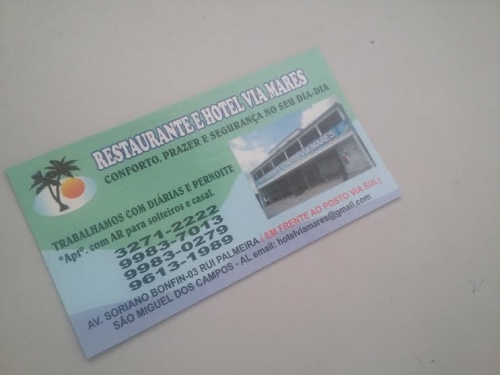 RESTAURANTE E HOTEL VIA MARES
CONFORTO, PRAZER E SEGURANÇA NO SEU DIA-DIA
TRABALHAMOS COM DIÁRIAS E PERNOITE
"Apt°. com AR para solteiros e casal.
3271-2222
9983-7013
9983-0279
9613-1989
AV. SORIANO BONFIN-03 RUI PALMEIRA ( EM FRENTE AO POSTO VIA SUL)
SÃO MIGUEL DOS CAMPOS - AL email: hotelviamares@gmail.com